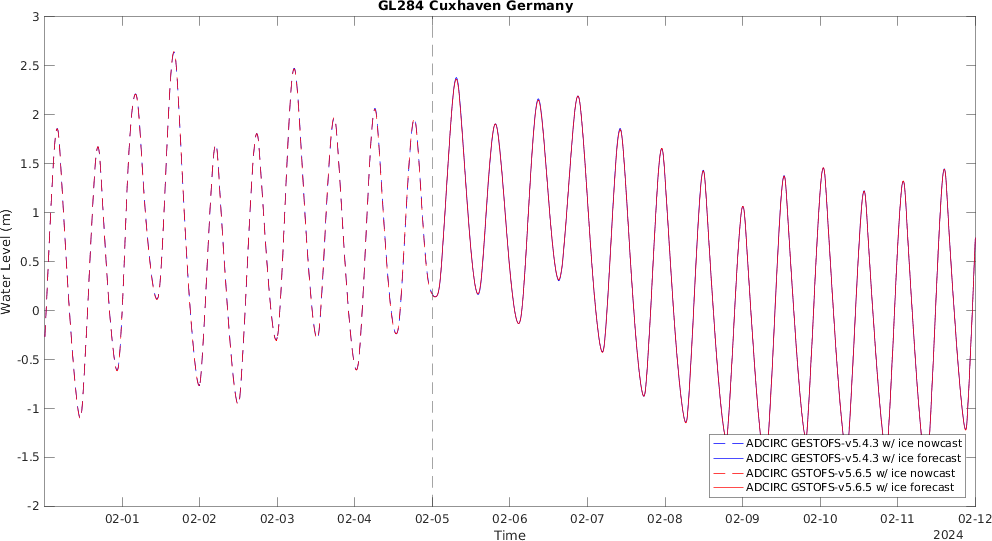 GL284 Cuxhaven Germany
3
2.5
2
1.5
1
0.5
0
-0.5
-1
-1.5
-2
Water Level (m)
ADCIRC GESTOFS-v5.4.3 w/ ice nowcast
ADCIRC GESTOFS-v5.4.3 w/ ice forecast
ADCIRC GSTOFS-v5.6.5 w/ ice nowcast
ADCIRC GSTOFS-v5.6.5 w/ ice forecast
02-01 02-02 02-03 02-04 02-05 02-06 02-07 02-08 02-09 02-10 02-11 02-12
Time
2024